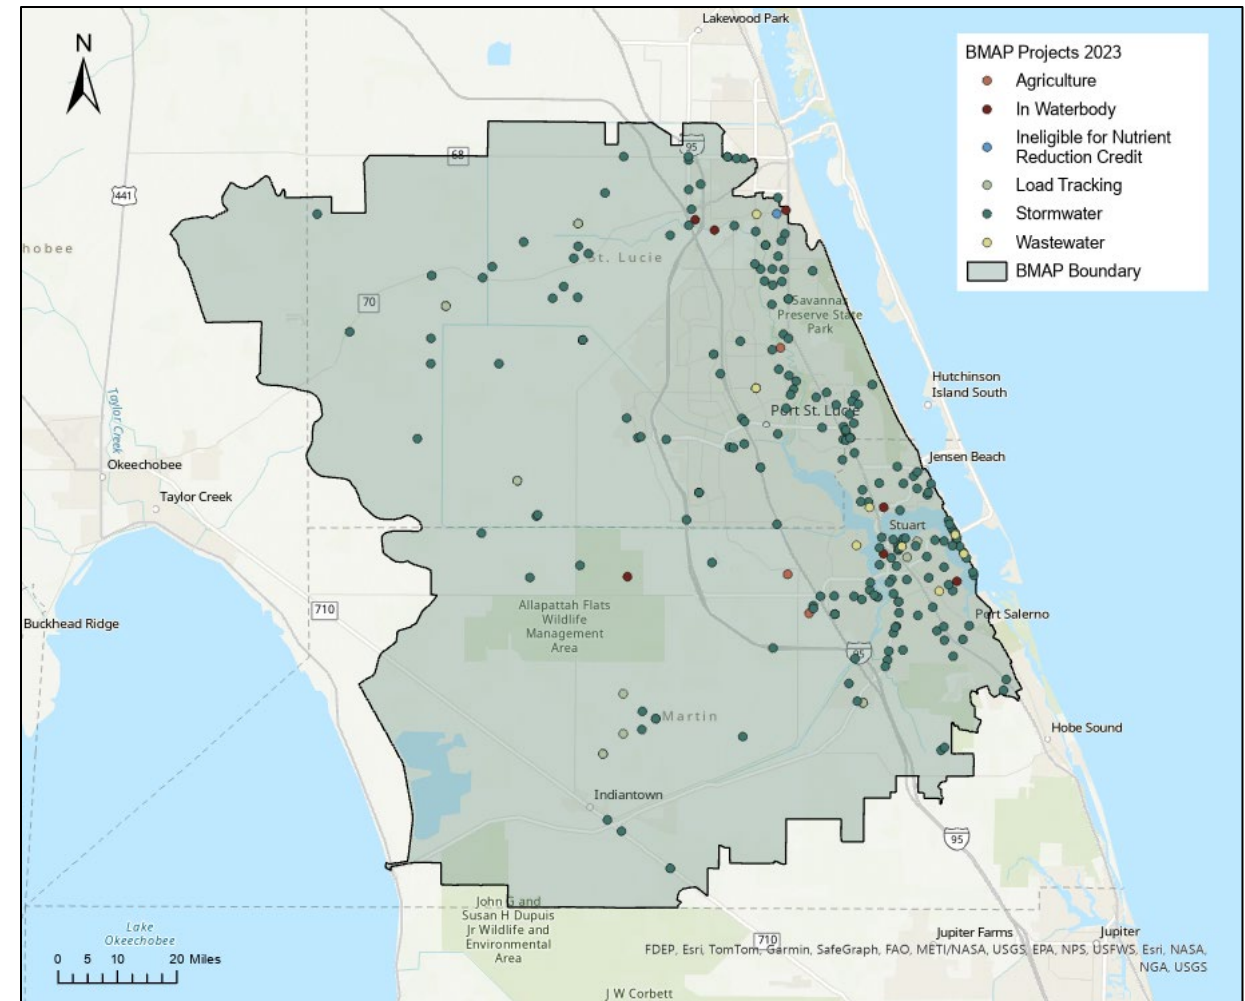 Lakewood Park
N
BMAP Projects 2023
Agriculture
In Waterbody
Ineligible for Nutrient
Reduction Credit
Load Tracking
Stormwater
Wastewater
BMAP Boundary
95
68
441
hobee
St. Lucie
70
Savannas
Preserve State
Park
Hutchinson
Island South
Taylor Creek
Port St. Lucie
Jensen Beach
Okeechobee
Taylor Creek
Stuart
710
Allapattah Flats
Wildlife
Management
Area
Port Salerno
Buckhead Ridge
95
Martin
Hobe Sound
Indiantown
95
John G and
Susan H Dupuis
Jr Wildlife and
Environmental
Area
Lake
Okeechobee
710
Jupiter Farms
Jupiter
FDEP, Esri, TomTom, Garmin, SafeGraph, FAO, METI/NASA, USGS, EPA, NPS, USFWS, Esri, NASA,
NGA, USGS
0 5 10 20 Miles
J W Corbett